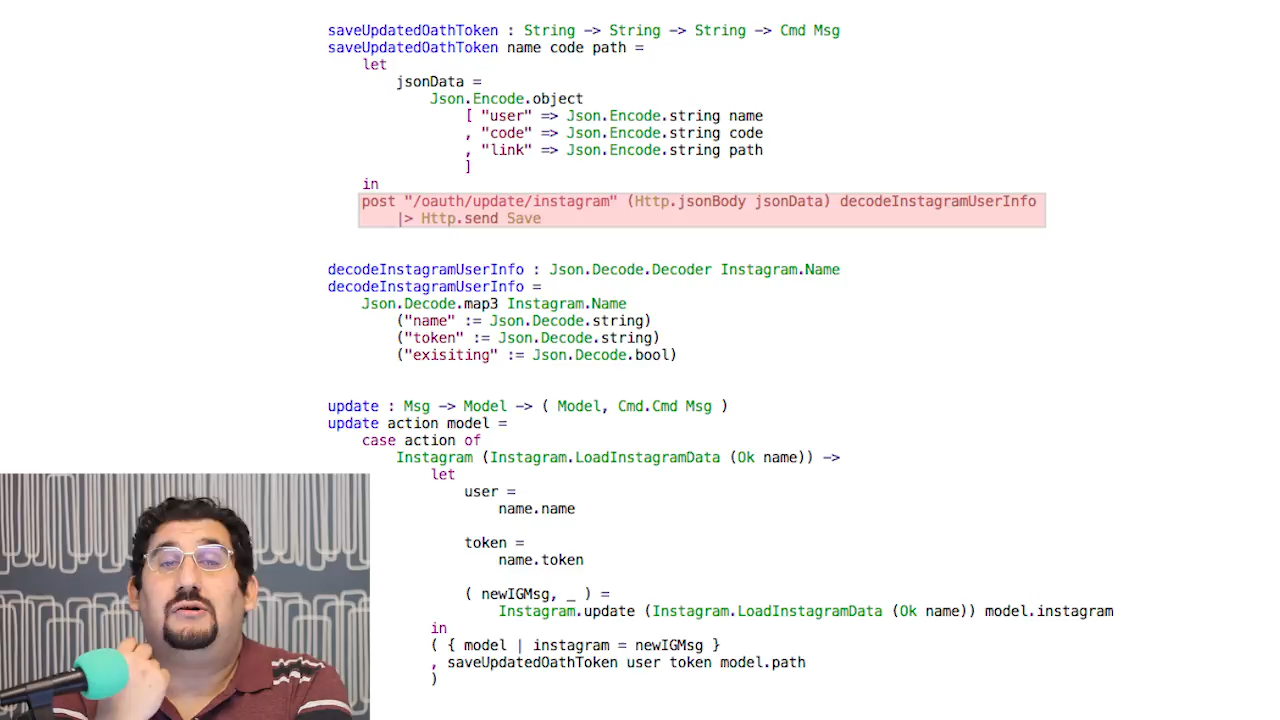 saveUpdatedOathToken : String -> String -> String -> Cmd Msg
saveUpdatedOathToken name code path =
let
jsonData =
Json.Encode.object
[ "user" => Json.Encode.string name
, "code" => Json.Encode.string code
, "link" => Json.Encode.string path
]
in
post "/oauth/update/instagram" (Http.jsonBody jsonData) decodeInstagramUserInfo
|> Http.send Save
decodeInstagramUserInfo : Json.Decode.Decoder Instagram.Name
decodeInstagramUserInfo =
Json.Decode.map3 Instagram.Name
("name" := Json.Decode.string)
("token" := Json.Decode.string)
("exisiting" := Json.Decode.bool)
update : Msg -> Model -> ( Model, Cmd.Cmd Msg )
update action model =
case action of
Instagram (Instagram.LoadInstagramData (Ok name)) ->
let
user =
name.name
token =
name.token
( newIGMsg, _ ) =
Instagram.update (Instagram.LoadInstagramData (Ok name)) model.instagram
in
( { model | instagram = newIGMsg }
, saveUpdatedOathToken user token model.path
)